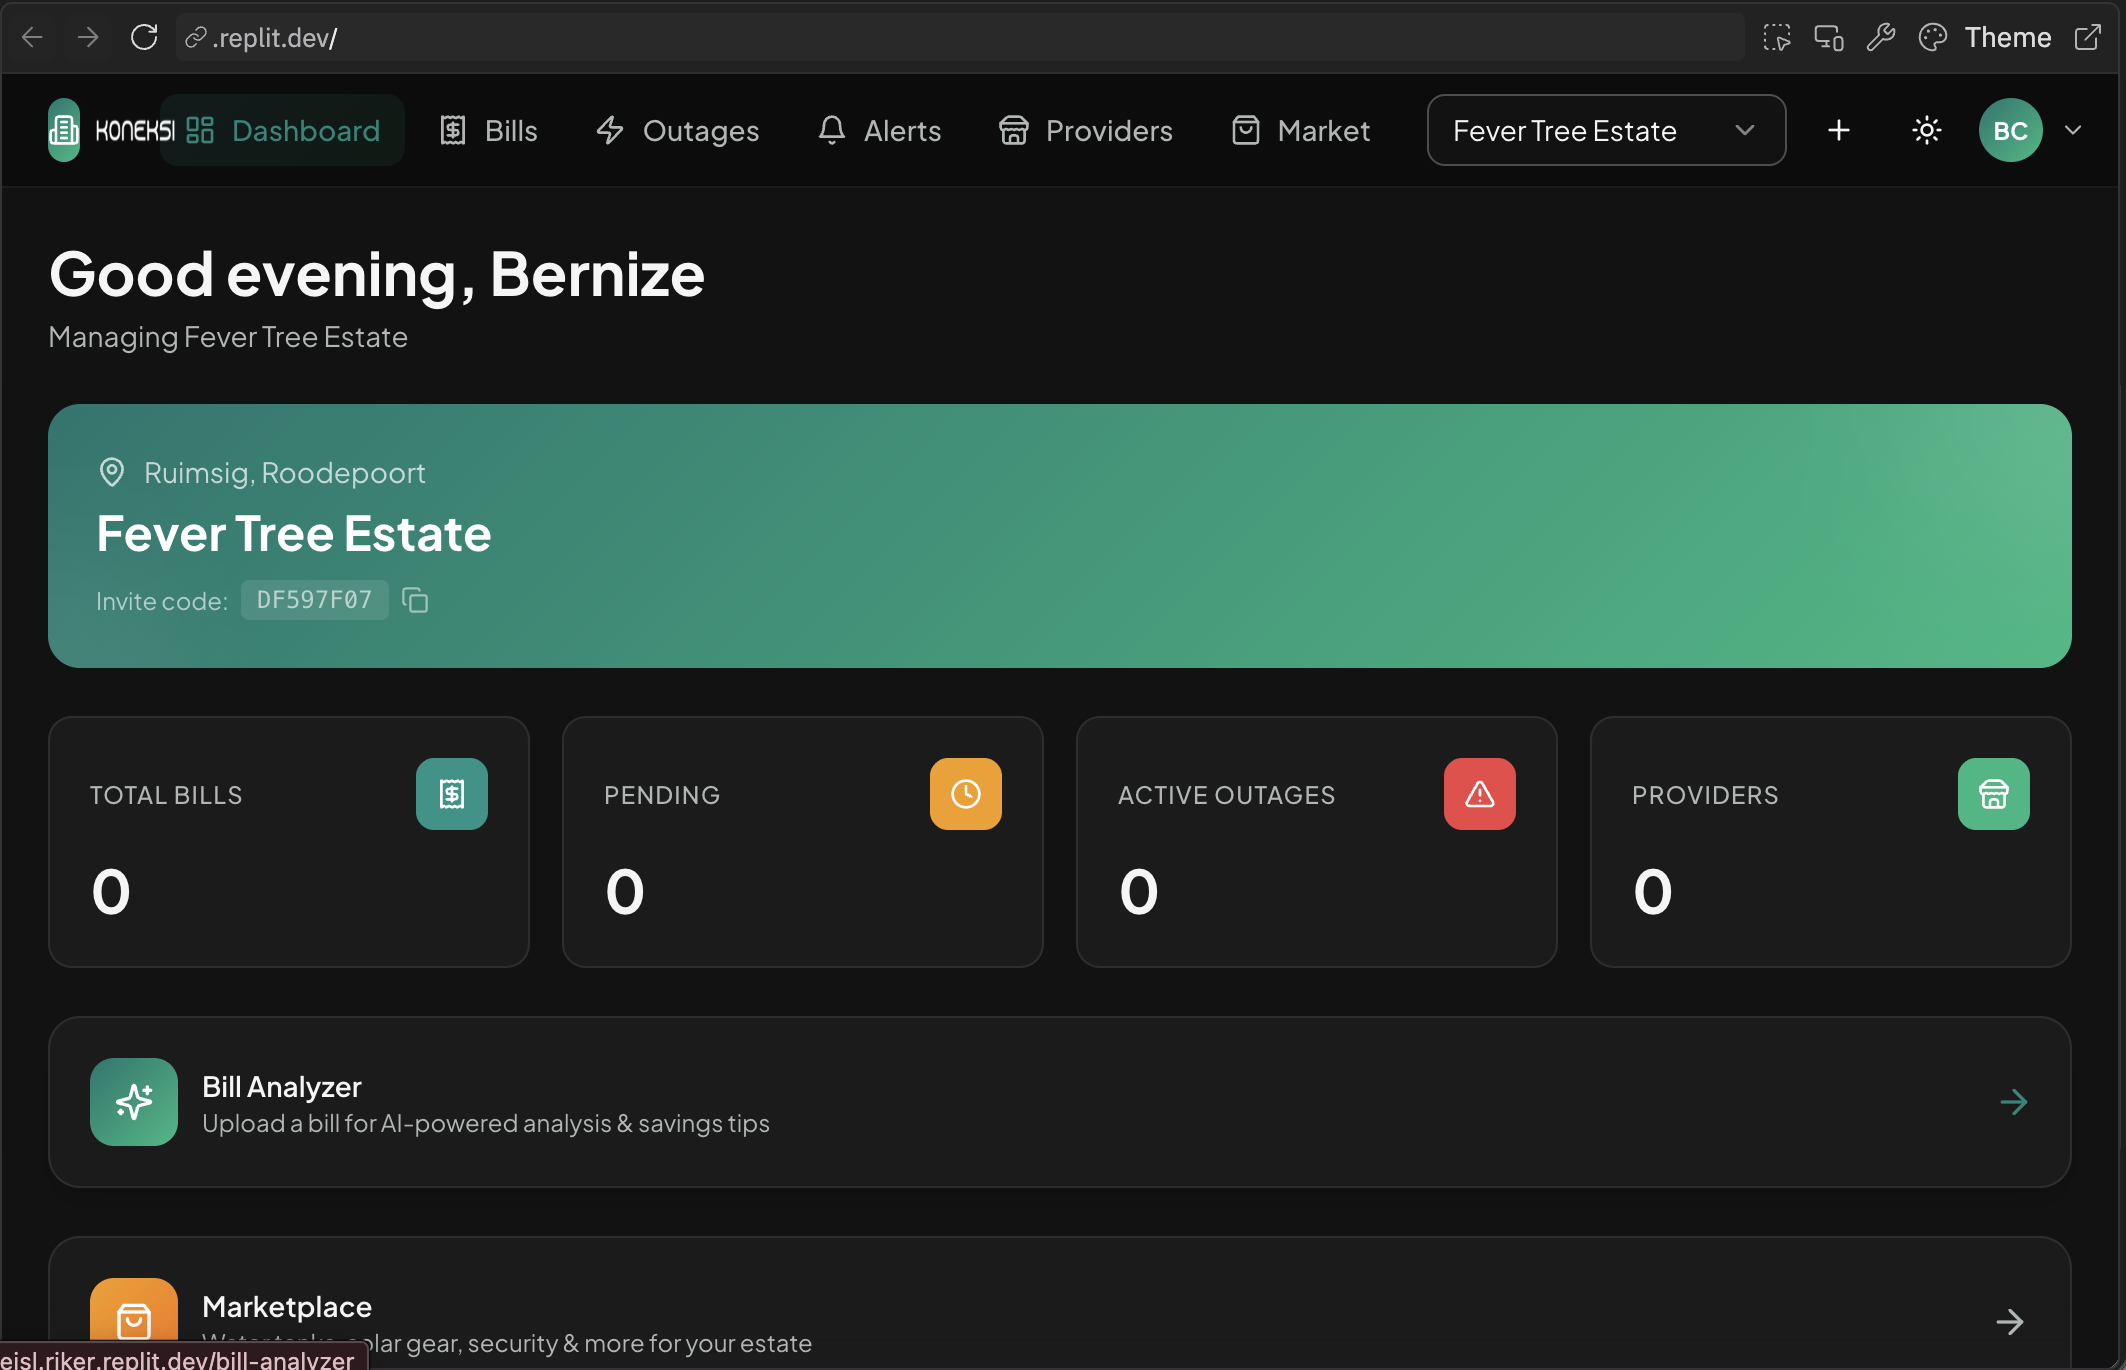 .replit.dev/
Theme
KONEKSI
Dashboard
Bills
Outages
Alerts
Providers
Market
Fever Tree Estate
BC
Good evening, Bernize
Managing Fever Tree Estate
Ruimsig, Roodepoort
Fever Tree Estate
Invite code: DF597F07
TOTAL BILLS
PENDING
ACTIVE OUTAGES
PROVIDERS
0
0
0
0
Bill Analyzer
Upload a bill for AI-powered analysis & savings tips
Marketplace
gear, security & more for your estate
eisl.riker.replit.dev/bill-analyzer